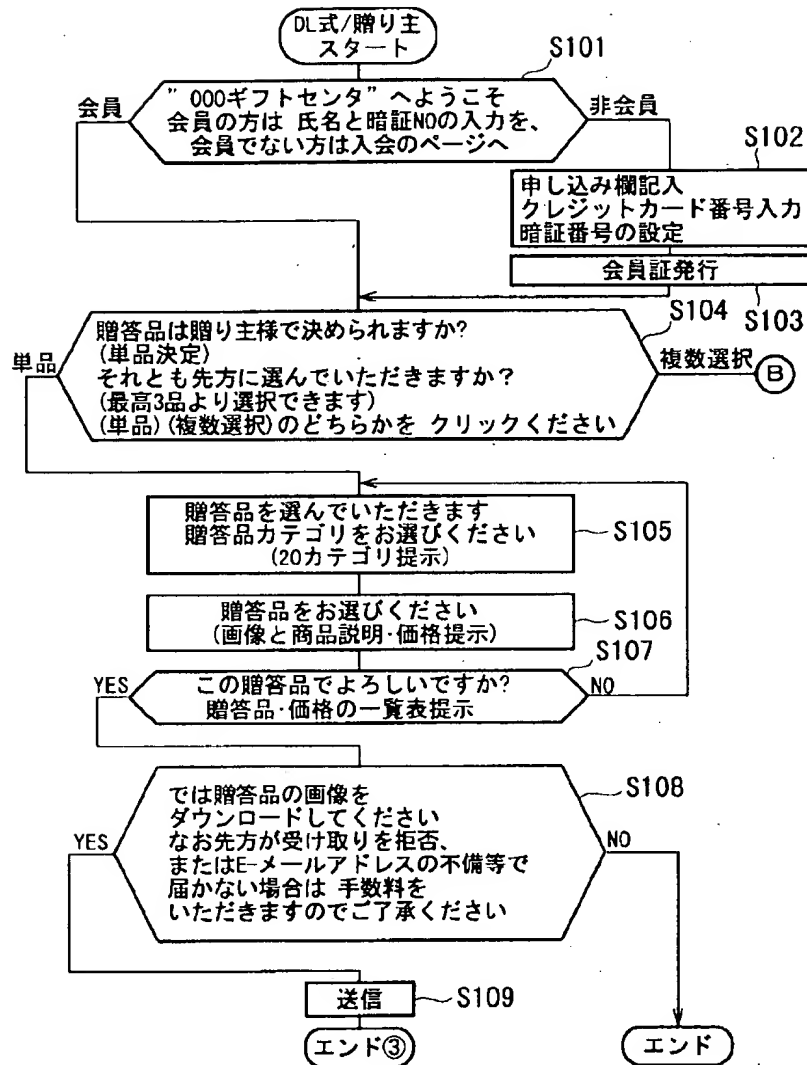 DL式/贈り主
スタート
S101
会員
" 000ギフトセンタ" へようこそ
会員の方は 氏名と暗証NOの入力を、
会員でない方は入会のページへ
非会員
S102
申し込み欄記入
クレジットカード番号入力
暗証番号の設定
会員証発行
S103
S104
単品
贈答品は贈り主様で決められますか?
(単品決定)
それとも先方に選んでいただきますか?
(最高3品より選択できます)
(単品)(複数選択)のどちらかを クリックください
複数選択
B
贈答品を選んでいただきます
贈答品カテゴリをお選びください
(20カテゴリ提示)
S105
贈答品をお選びください
(画像と商品説明・価格提示)
S106
S107
YES
この贈答品でよろしいですか?
贈答品・価格の一覧表提示
NO
S108
YES
では贈答品の画像を
ダウンロードしてください
なお先方が受け取りを拒否、
またはE-メールアドレスの不備等で
届かない場合は 手数料を
いただきますのでご了承ください
NO
送信
S109
エンド③
エンド